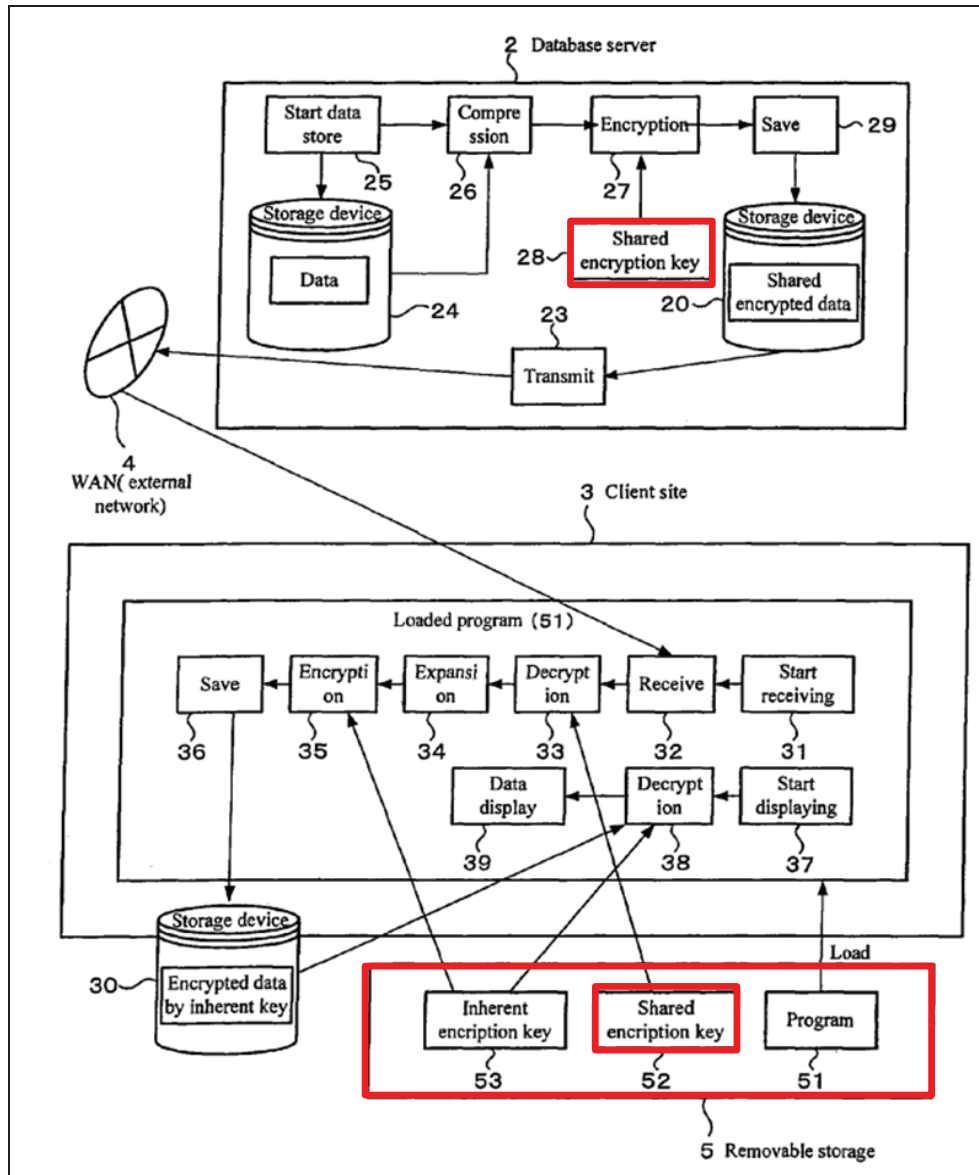 2 Database server
Start data
store
Compre
ssion
Encryption
Save
29
25
26
27
Storage device
Data
24
Shared
encryption key
28
Storage device
Shared
encrypted data
20
23
Transmit
4
WAN( external
network)
3 Client site
Loaded program (51)
Save
Encrypti
on
Expansi
on
Decrypt
ion
Receive
Start
receiving
36
35
34
33
32
31
Data
display
Decrypt
ion
Start
displaying
39
38
37
Storage device
Encrypted data
by inherent key
30
Load
Inherent
encription key
Shared
encription key
Program
53
52
51
5 Removable storage